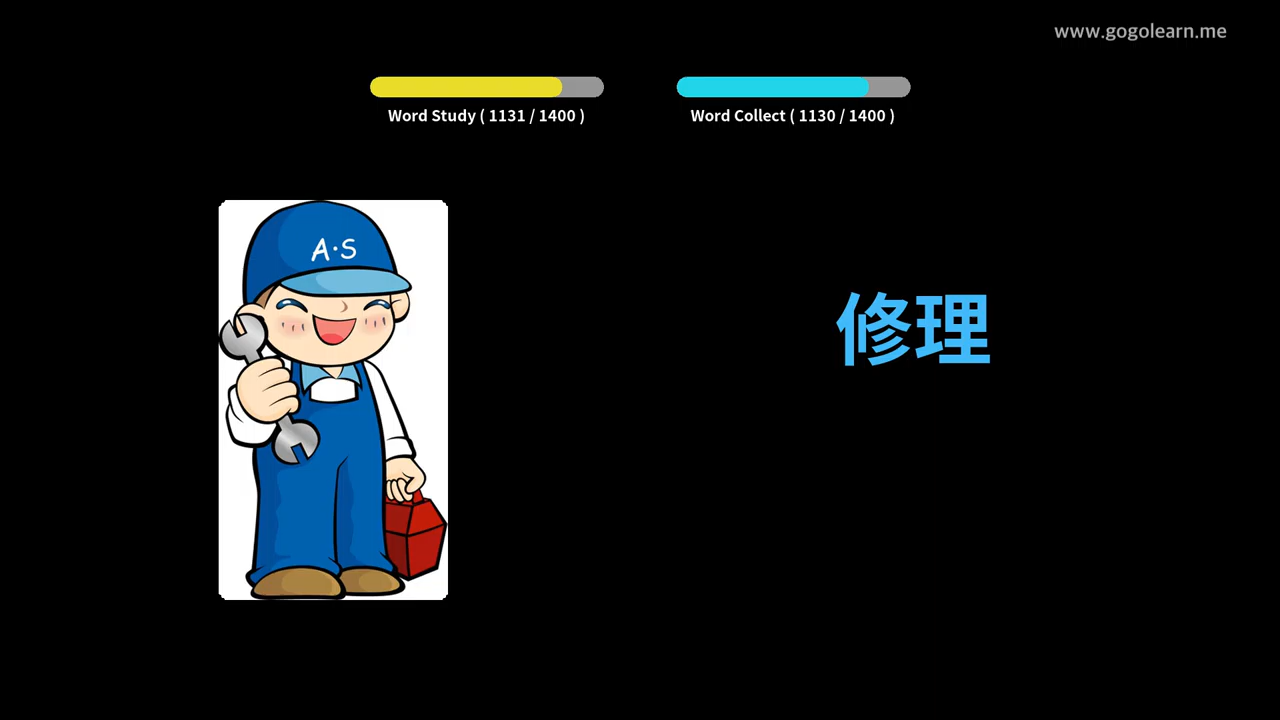 www.gogolearn.me
Word Study ( 1131 / 1400 )
Word Collect ( 1130 / 1400 )
A·S
修理